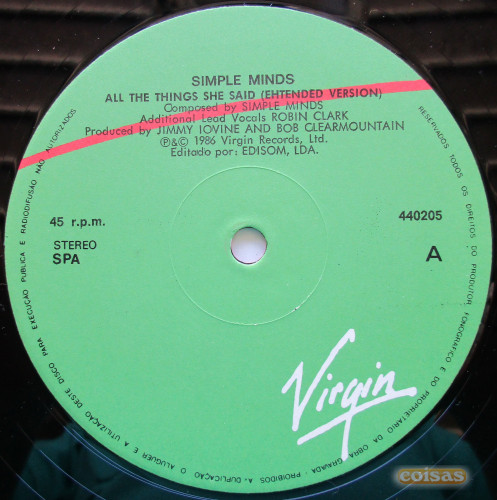 SIMPLE MINDS
ALL THE THINGS SHE SAID (EHTENDED VERSION)
Composed by SIMPLE MINDS
Additional Lead Vocals ROBIN CLARK
Produced by JIMMY IOVINE AND BOB CLEARMOUNTAIN
℗&© 1986 Virgin Records, Ltd.
Editado por: EDISOM, LDA.
45 r.p.m.
440205
STEREO
SPA
A
Virgin
RESERVADOS TODOS OS DIREITOS DO PRODUTOR FONOGRÁFICO E DO PROPRIETÁRIO DA OBRA GRAVADA - PROIBIDOS A DUPLICAÇÃO O ALUGUER E A UTILIZAÇÃO DESTE DISCO PARA EXECUÇÃO PUBLICA E RADIODIFUSÃO NÃO AUTORIZADOS
coisas